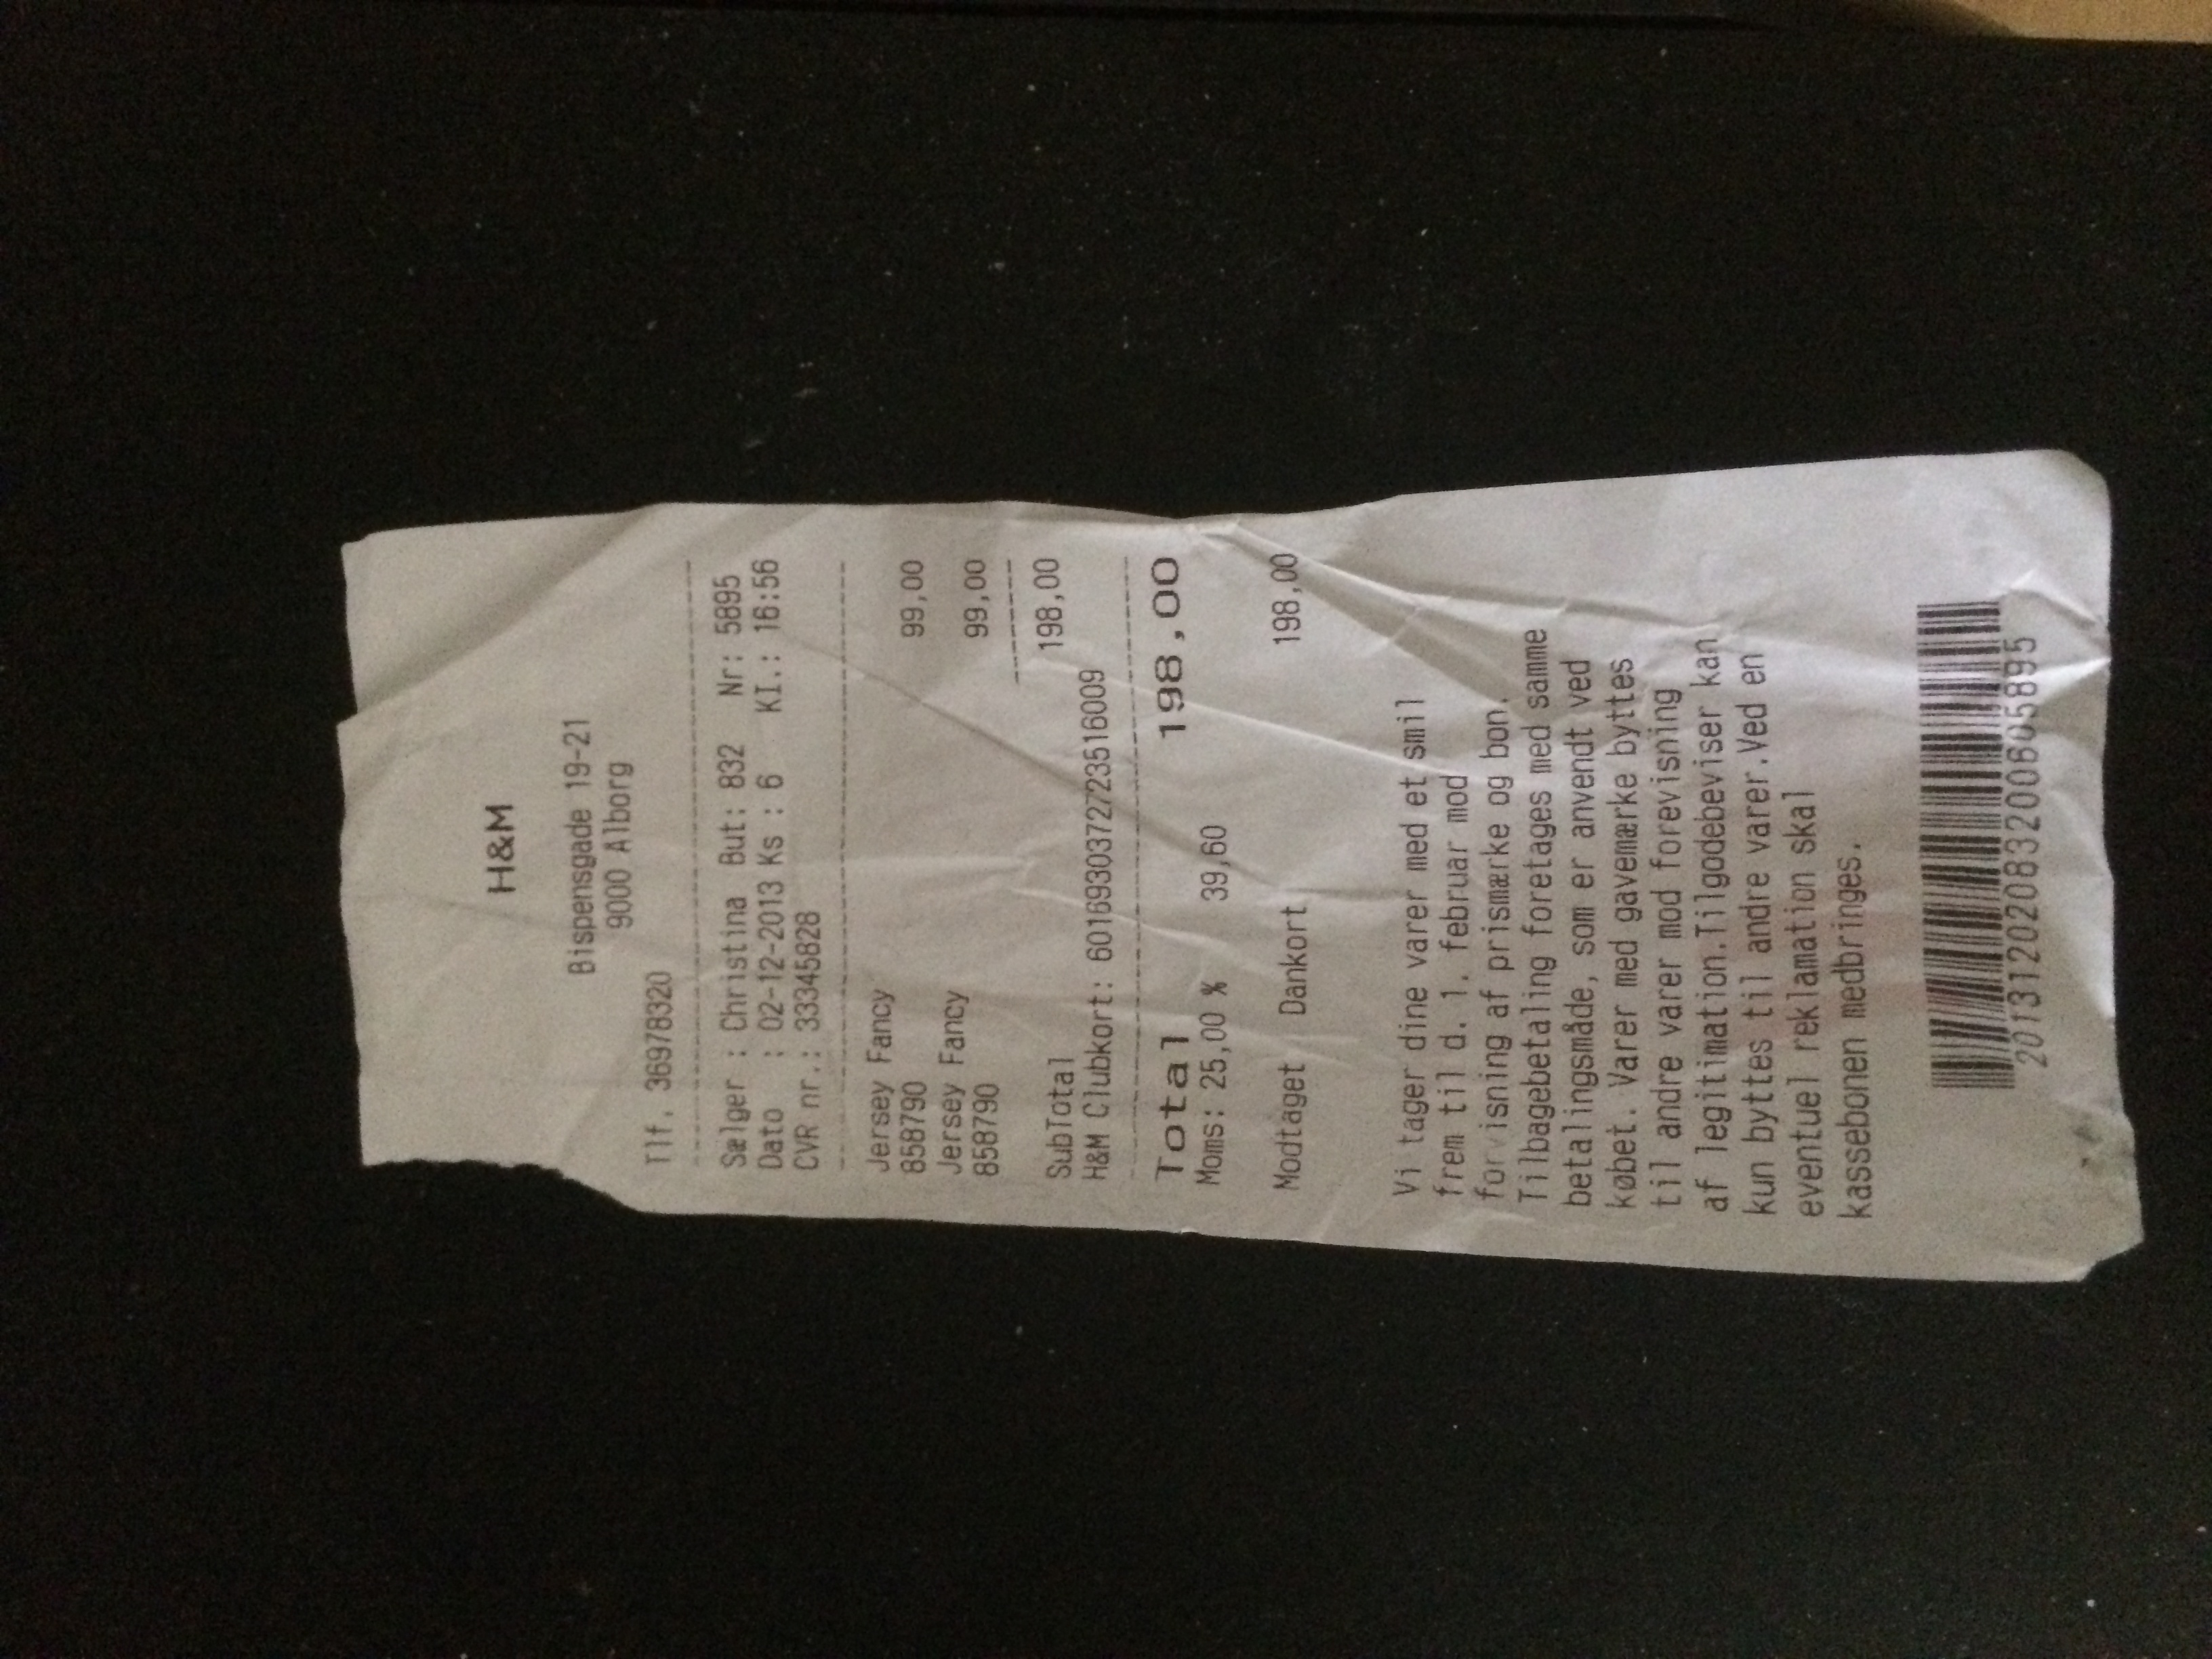 H&M
Bispensgade 19-21
9000 Alborg
Tlf. 36978320
Sælger : Christina But: 832 Nr: 5895
Dato : 02-12-2013 Ks : 6 KI.: 16:56
CVR nr.: 33345828
Jersey Fancy
858790 99,00
Jersey Fancy
858790 99,00
SubTotal 198,00
H&M Clubkort: 6016930372723516009
Total 198,00
Moms: 25,00 % 39,60
Modtaget Dankort 198,00
Vi tager dine varer med et smil
frem til d. 1. februar mod
forvisning af prismærke og bon.
Tilbagebetaling foretages med samme
betalingsmåde, som er anvendt ved
købet. Varer med gavemærke byttes
til andre varer mod forevisning
af legitimation.Tilgodebeviser kan
kun byttes til andre varer.Ved en
eventuel reklamation skal
kassebonen medbringes.
20131202083200605895